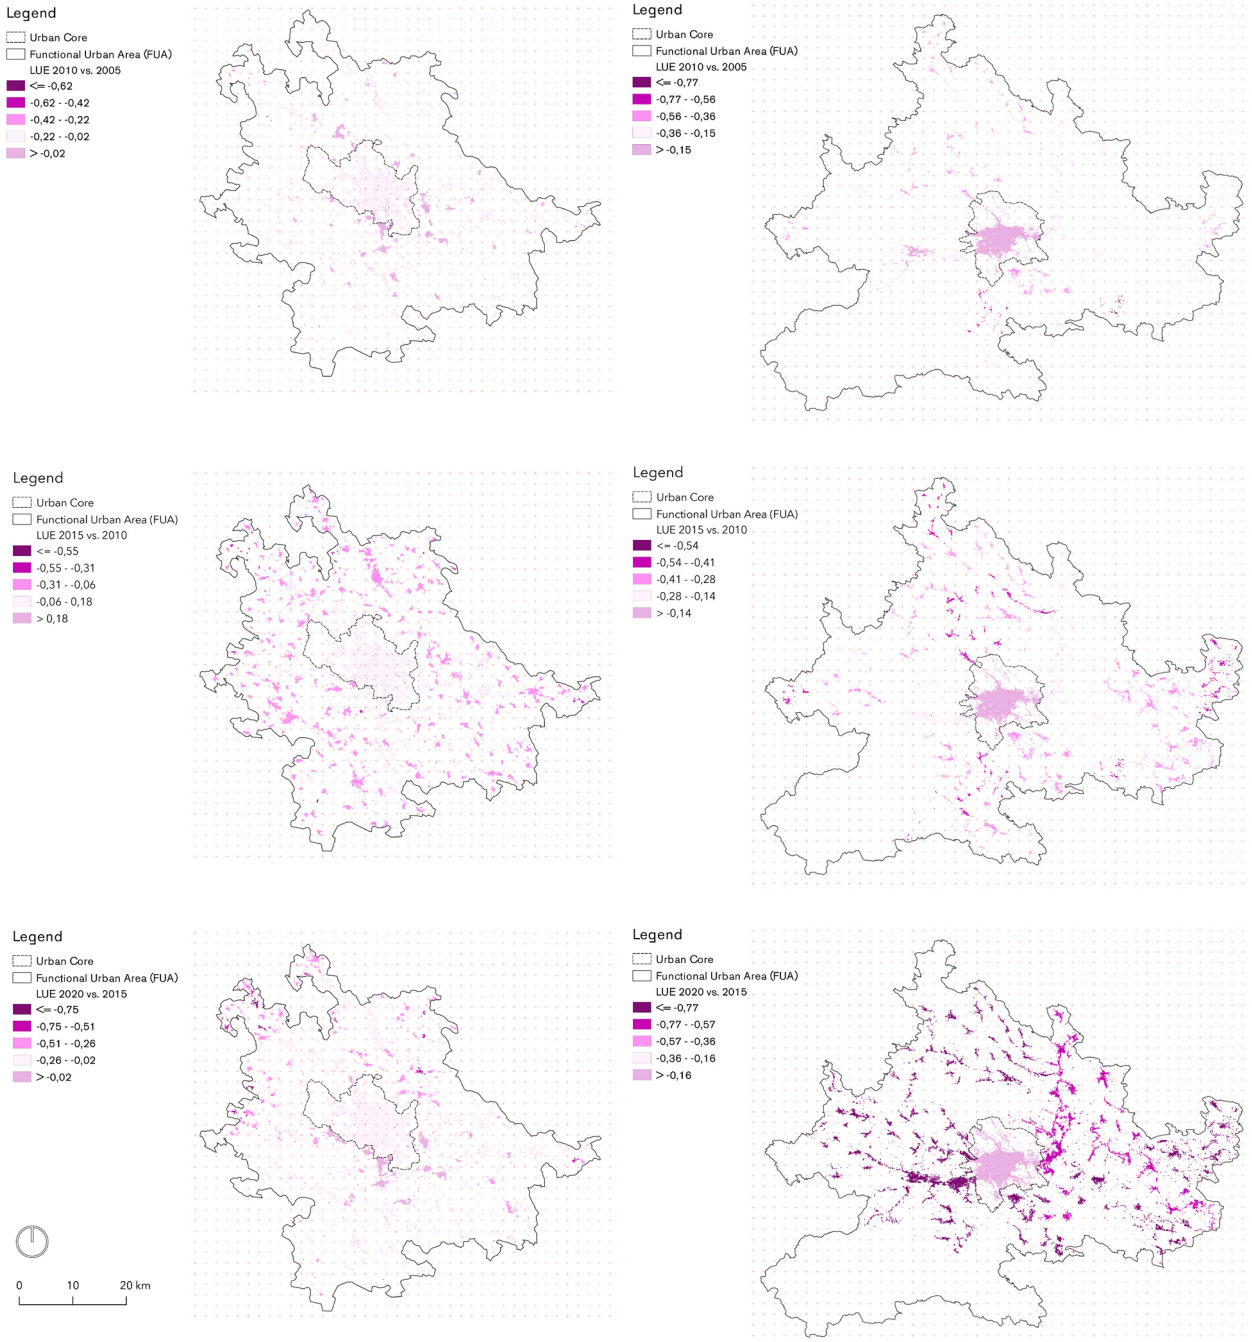 Legend
Urban Core
Functional Urban Area (FUA)
LUE 2010 vs. 2005
<= -0,62
-0,62 - -0,42
-0,42 - -0,22
-0,22 - -0,02
> -0,02
Legend
Urban Core
Functional Urban Area (FUA)
LUE 2010 vs. 2005
<= -0,77
-0,77 - -0,56
-0,56 - -0,36
-0,36 - -0,15
> -0,15
Legend
Urban Core
Functional Urban Area (FUA)
LUE 2015 vs. 2010
<= -0,55
-0,55 - -0,31
-0,31 - -0,06
-0,06 - 0,18
> 0,18
Legend
Urban Core
Functional Urban Area (FUA)
LUE 2015 vs. 2010
<= -0,54
-0,54 - -0,41
-0,41 - -0,28
-0,28 - -0,14
> -0,14
Legend
Urban Core
Functional Urban Area (FUA)
LUE 2020 vs. 2015
<= -0,75
-0,75 - -0,51
-0,51 - -0,26
-0,26 - -0,02
> -0,02
Legend
Urban Core
Functional Urban Area (FUA)
LUE 2020 vs. 2015
<= -0,77
-0,77 - -0,57
-0,57 - -0,36
-0,36 - -0,16
> -0,16
0 10 20 km